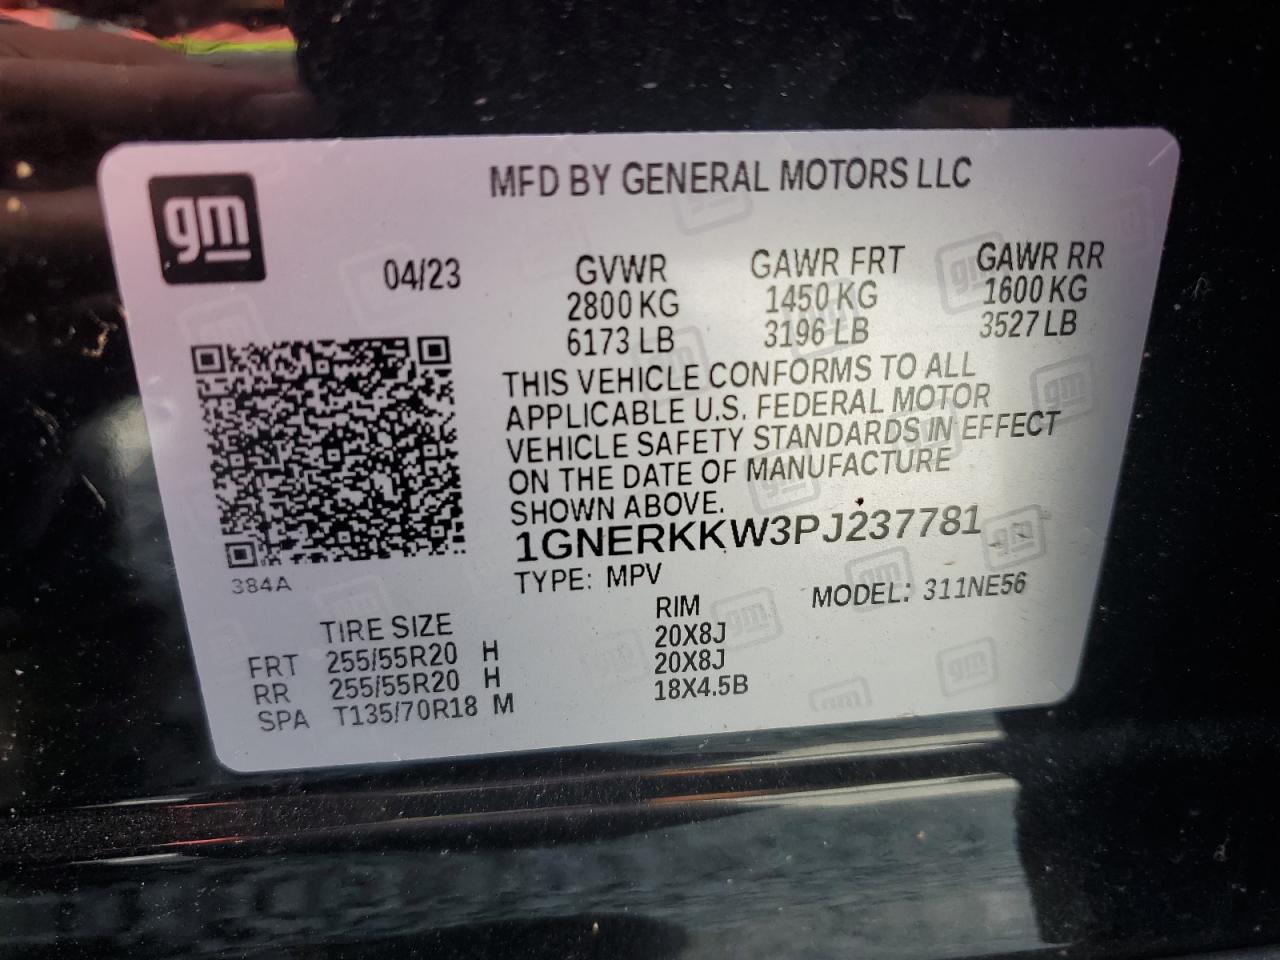 gm
MFD BY GENERAL MOTORS LLC
04/23
GVWR GAWR FRT GAWR RR
2800 KG 1450 KG 1600 KG
6173 LB 3196 LB 3527 LB
THIS VEHICLE CONFORMS TO ALL
APPLICABLE U.S. FEDERAL MOTOR
VEHICLE SAFETY STANDARDS IN EFFECT
ON THE DATE OF MANUFACTURE
SHOWN ABOVE.
1GNERKKW3PJ237781
384A
TYPE: MPV
MODEL: 311NE56
TIRE SIZE RIM
FRT 255/55R20 H 20X8J
RR 255/55R20 H 20X8J
SPA T135/70R18 M 18X4.5B